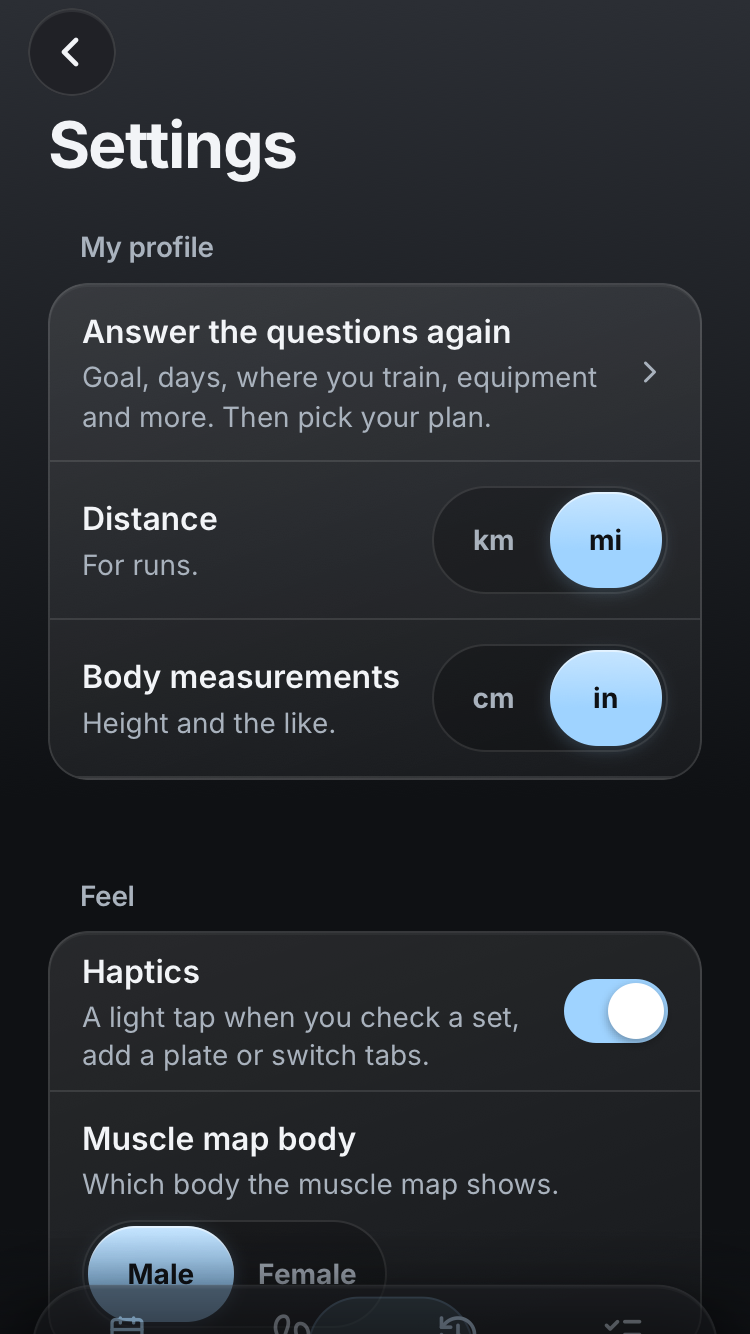 Settings
My profile
Answer the questions again
Goal, days, where you train, equipment
and more. Then pick your plan.
Distance
For runs.
km
mi
Body measurements
Height and the like.
cm
in
Feel
Haptics
A light tap when you check a set,
add a plate or switch tabs.
Muscle map body
Which body the muscle map shows.
Male
Female